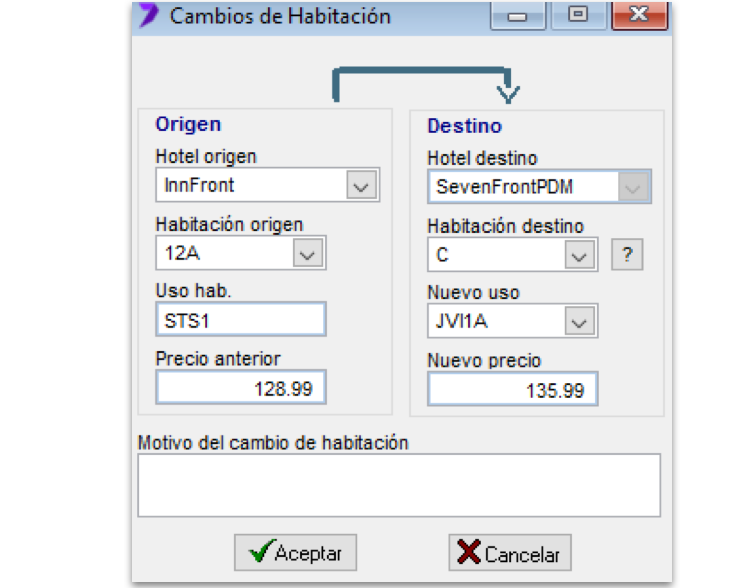 Cambios de Habitación
Origen
Hotel origen
InnFront
Habitación origen
12A
Uso hab.
STS1
Precio anterior
128.99
Destino
Hotel destino
SevenFrontPDM
Habitación destino
C
?
Nuevo uso
JVI1A
Nuevo precio
135.99
Motivo del cambio de habitación
Aceptar
Cancelar